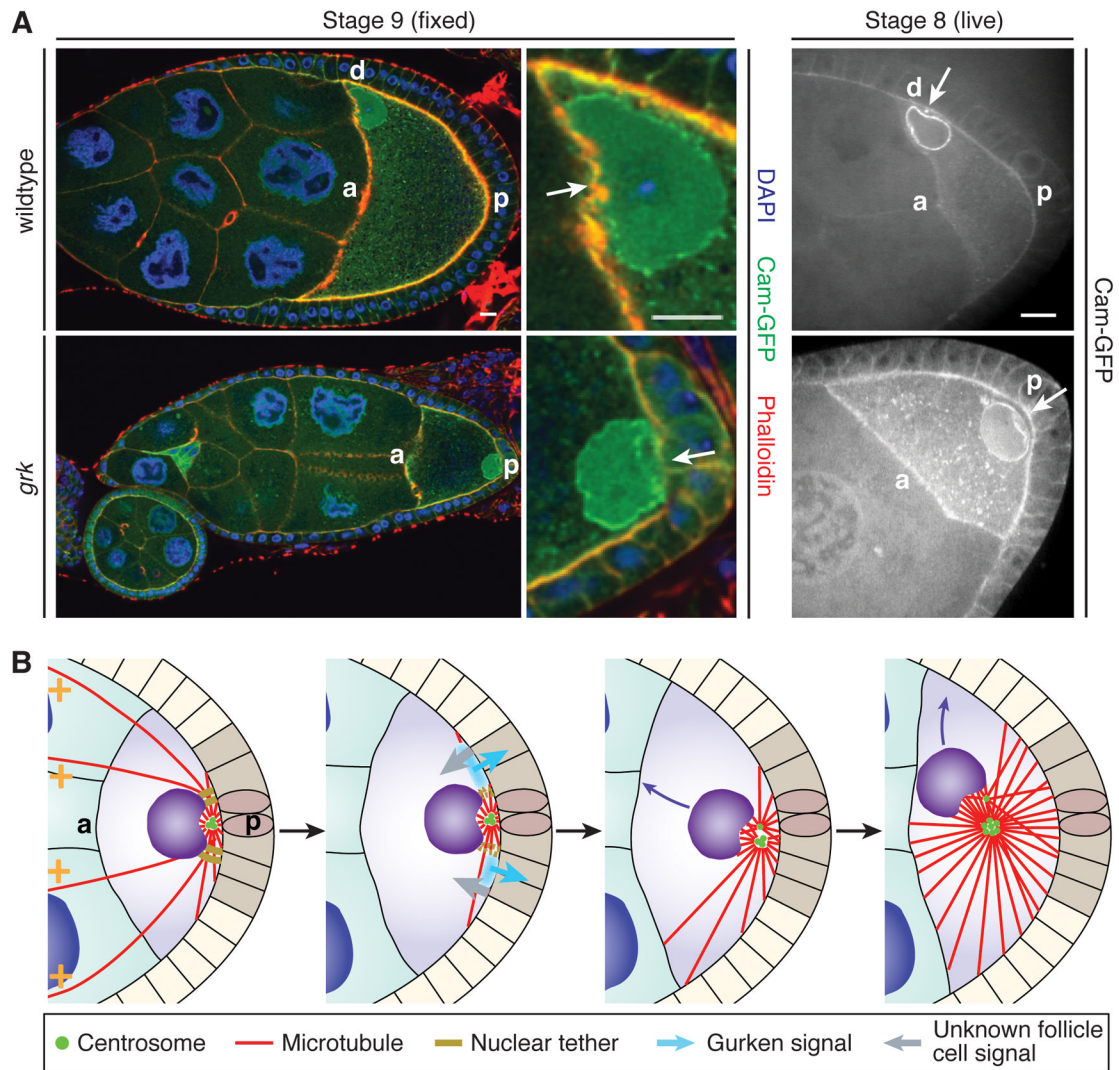 A
Stage 9 (fixed)
Stage 8 (live)
wildtype
d
a
p
d
a
p
grk
a
p
p
a
DAPI Cam-GFP Phalloidin
Cam-GFP
B
+
+
+
+
a
p
Centrosome
Microtubule
Nuclear tether
Gurken signal
Unknown follicle
cell signal